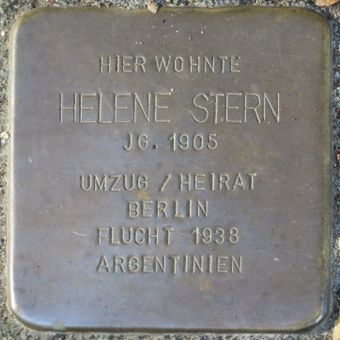 HIER WOHNTE
HELENE STERN
JG. 1905
UMZUG / HEIRAT
BERLIN
FLUCHT 1938
ARGENTINIEN